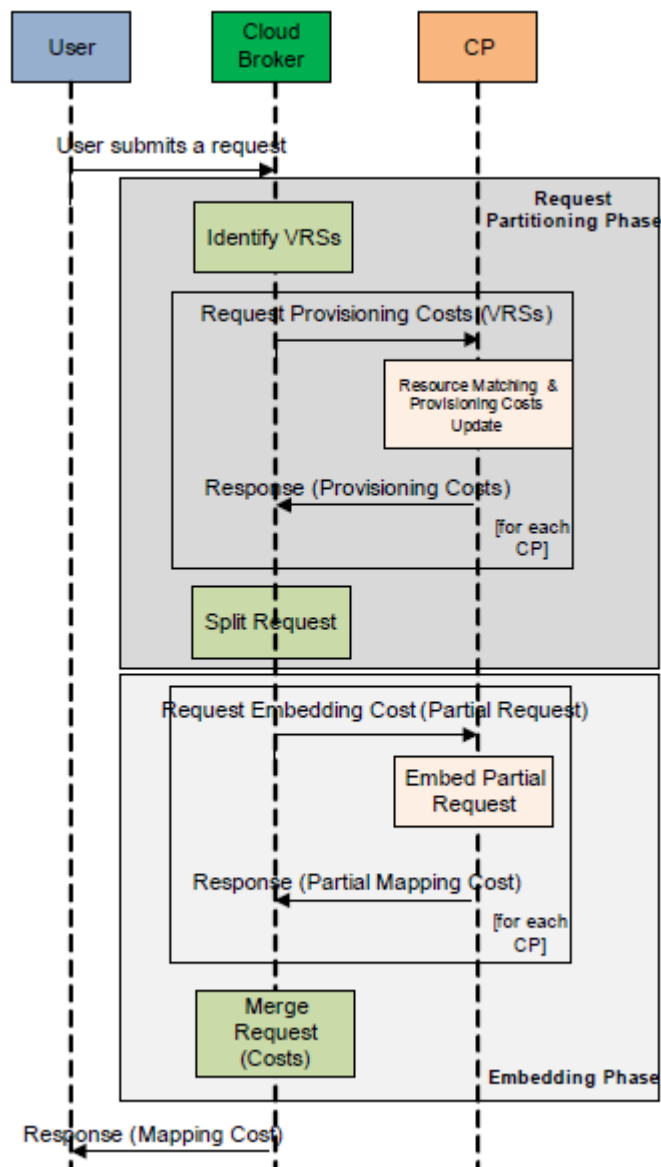 User
Cloud
Broker
CP
User submits a request
Request
Partitioning Phase
Identify VRSs
Request Provisioning Costs (VRSs)
Resource Matching &
Provisioning Costs
Update
Response (Provisioning Costs)
[for each
CP]
Split Request
Request Embedding Cost (Partial Request)
Embed Partial
Request
Response (Partial Mapping Cost)
[for each
CP]
Merge
Request
(Costs)
Embedding Phase
Response (Mapping Cost)